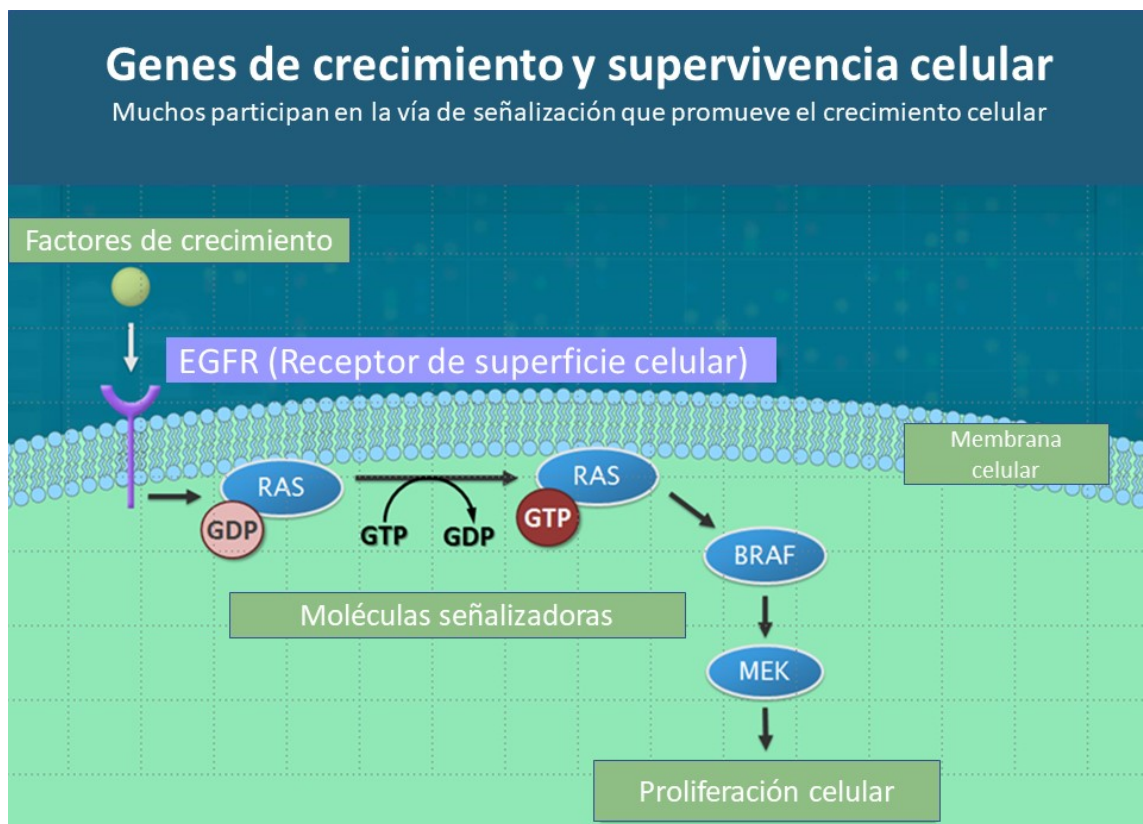 Genes de crecimiento y supervivencia celular
Muchos participan en la vía de señalización que promueve el crecimiento celular
Factores de crecimiento
EGFR (Receptor de superficie celular)
Membrana
celular
RAS
GDP
GTP
GDP
RAS
GTP
BRAF
Moléculas señalizadoras
MEK
Proliferación celular